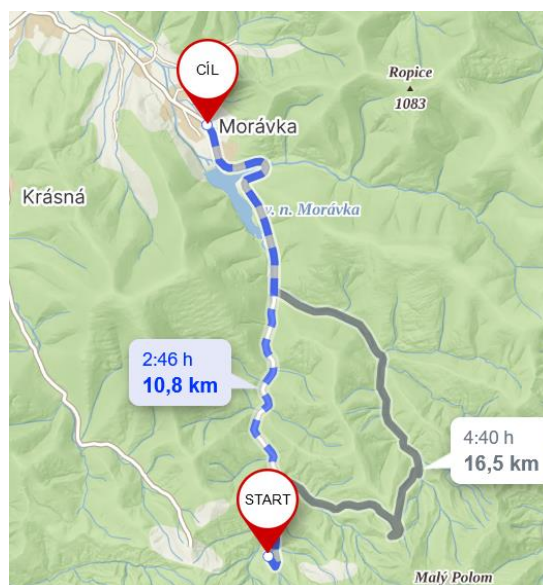 CÍL
Ropice
1083
Morávka
Krásná
v. n. Morávka
2:46 h
10,8 km
4:40 h
16,5 km
START
Malý Polom